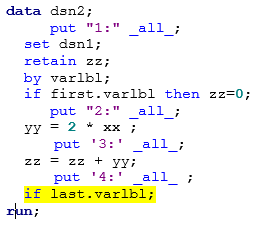 data dsn2;
put "1:" _all_;
set dsn1;
retain zz;
by varlbl;
if first.varlbl then zz=0;
put "2:" _all_;
yy = 2 * xx ;
put '3:' _all_;
zz = zz + yy;
put '4:' _all_ ;
if last.varlbl;
run;